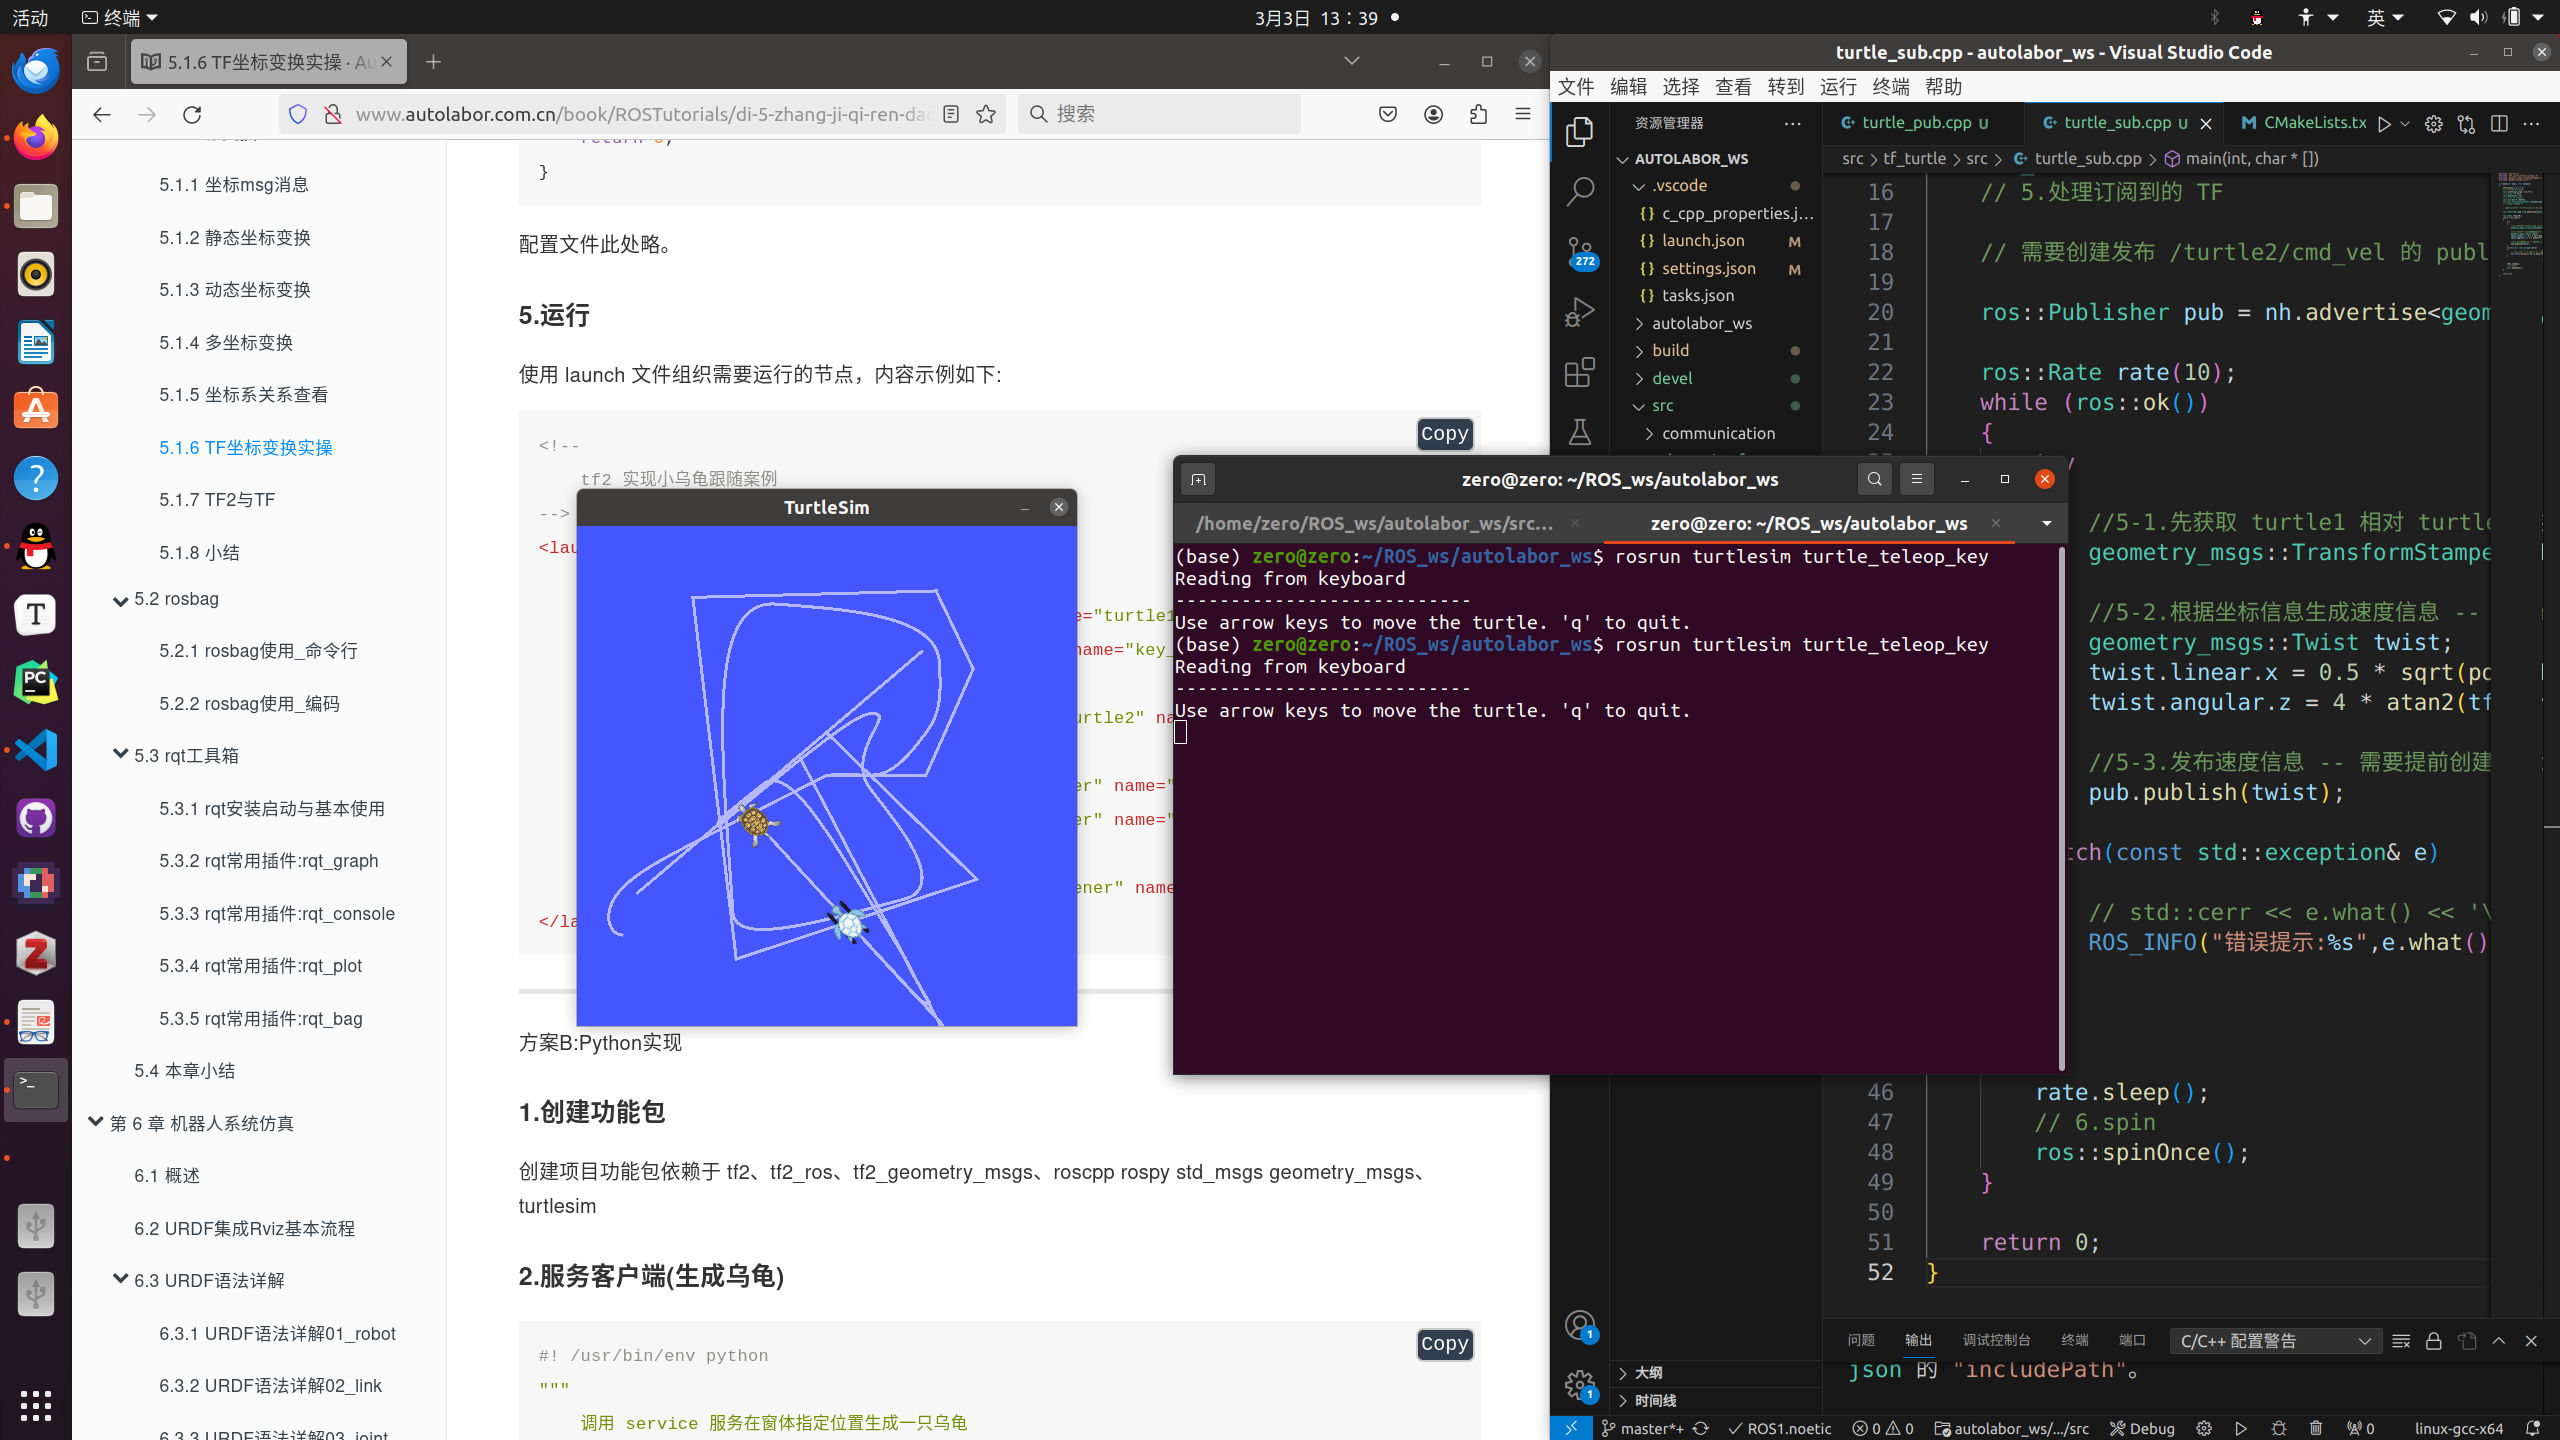 活动
终端
3月3日 13：39
英
5.1.6 TF坐标变换实操 · Au
www.autolabor.com.cn/book/ROSTutorials/di-5-zhang-ji-qi-ren-dao
搜索
5.1.1 坐标msg消息
5.1.2 静态坐标变换
5.1.3 动态坐标变换
5.1.4 多坐标变换
5.1.5 坐标系关系查看
5.1.6 TF坐标变换实操
5.1.7 TF2与TF
5.1.8 小结
5.2 rosbag
5.2.1 rosbag使用_命令行
5.2.2 rosbag使用_编码
5.3 rqt工具箱
5.3.1 rqt安装启动与基本使用
5.3.2 rqt常用插件:rqt_graph
5.3.3 rqt常用插件:rqt_console
5.3.4 rqt常用插件:rqt_plot
5.3.5 rqt常用插件:rqt_bag
5.4 本章小结
第 6 章 机器人系统仿真
6.1 概述
6.2 URDF集成Rviz基本流程
6.3 URDF语法详解
6.3.1 URDF语法详解01_robot
6.3.2 URDF语法详解02_link
6.3.3 URDF语法详解03_joint
return 0;
}
配置文件此处略。
5.运行
使用 launch 文件组织需要运行的节点，内容示例如下:
Copy
<!--
tf2 实现小乌龟跟随案例
-->
<lau
e="turtle1
name="key_
urtle2" na
er" name="
er" name="
ener" name
</la
方案B:Python实现
1.创建功能包
创建项目功能包依赖于 tf2、tf2_ros、tf2_geometry_msgs、roscpp rospy std_msgs geometry_msgs、
turtlesim
2.服务客户端(生成乌龟)
Copy
#! /usr/bin/env python
"""
调用 service 服务在窗体指定位置生成一只乌龟
TurtleSim
zero@zero: ~/ROS_ws/autolabor_ws
/home/zero/ROS_ws/autolabor_ws/src...
zero@zero: ~/ROS_ws/autolabor_ws
(base) zero@zero:~/ROS_ws/autolabor_ws$ rosrun turtlesim turtle_teleop_key
Reading from keyboard
---------------------------
Use arrow keys to move the turtle. 'q' to quit.
(base) zero@zero:~/ROS_ws/autolabor_ws$ rosrun turtlesim turtle_teleop_key
Reading from keyboard
---------------------------
Use arrow keys to move the turtle. 'q' to quit.
turtle_sub.cpp - autolabor_ws - Visual Studio Code
文件 编辑 选择 查看 转到 运行 终端 帮助
资源管理器
AUTOLABOR_WS
.vscode
{} c_cpp_properties.j...
{} launch.json M
{} settings.json M
{} tasks.json
autolabor_ws
build
devel
src
communication
272
大纲
时间线
1
1
turtle_pub.cpp U
turtle_sub.cpp U
CMakeLists.tx
src > tf_turtle > src > turtle_sub.cpp > main(int, char * [])
16 // 5.处理订阅到的 TF
17
18 // 需要创建发布 /turtle2/cmd_vel 的 publ
19
20 ros::Publisher pub = nh.advertise<geom
21
22 ros::Rate rate(10);
23 while (ros::ok())
24 {
//5-1.先获取 turtle1 相对 turtle
geometry_msgs::TransformStampe
//5-2.根据坐标信息生成速度信息 --
geometry_msgs::Twist twist;
twist.linear.x = 0.5 * sqrt(po
twist.angular.z = 4 * atan2(tf
//5-3.发布速度信息 -- 需要提前创建
pub.publish(twist);
tch(const std::exception& e)
// std::cerr << e.what() << '\
ROS_INFO("错误提示:%s",e.what()
46 rate.sleep();
47 // 6.spin
48 ros::spinOnce();
49 }
50
51 return 0;
52 }
问题 输出 调试控制台 终端 端口
C/C++ 配置警告
json 的 "includePath"。
master*+ ROS1.noetic 0 0 autolabor_ws/.../src Debug 0 linux-gcc-x64